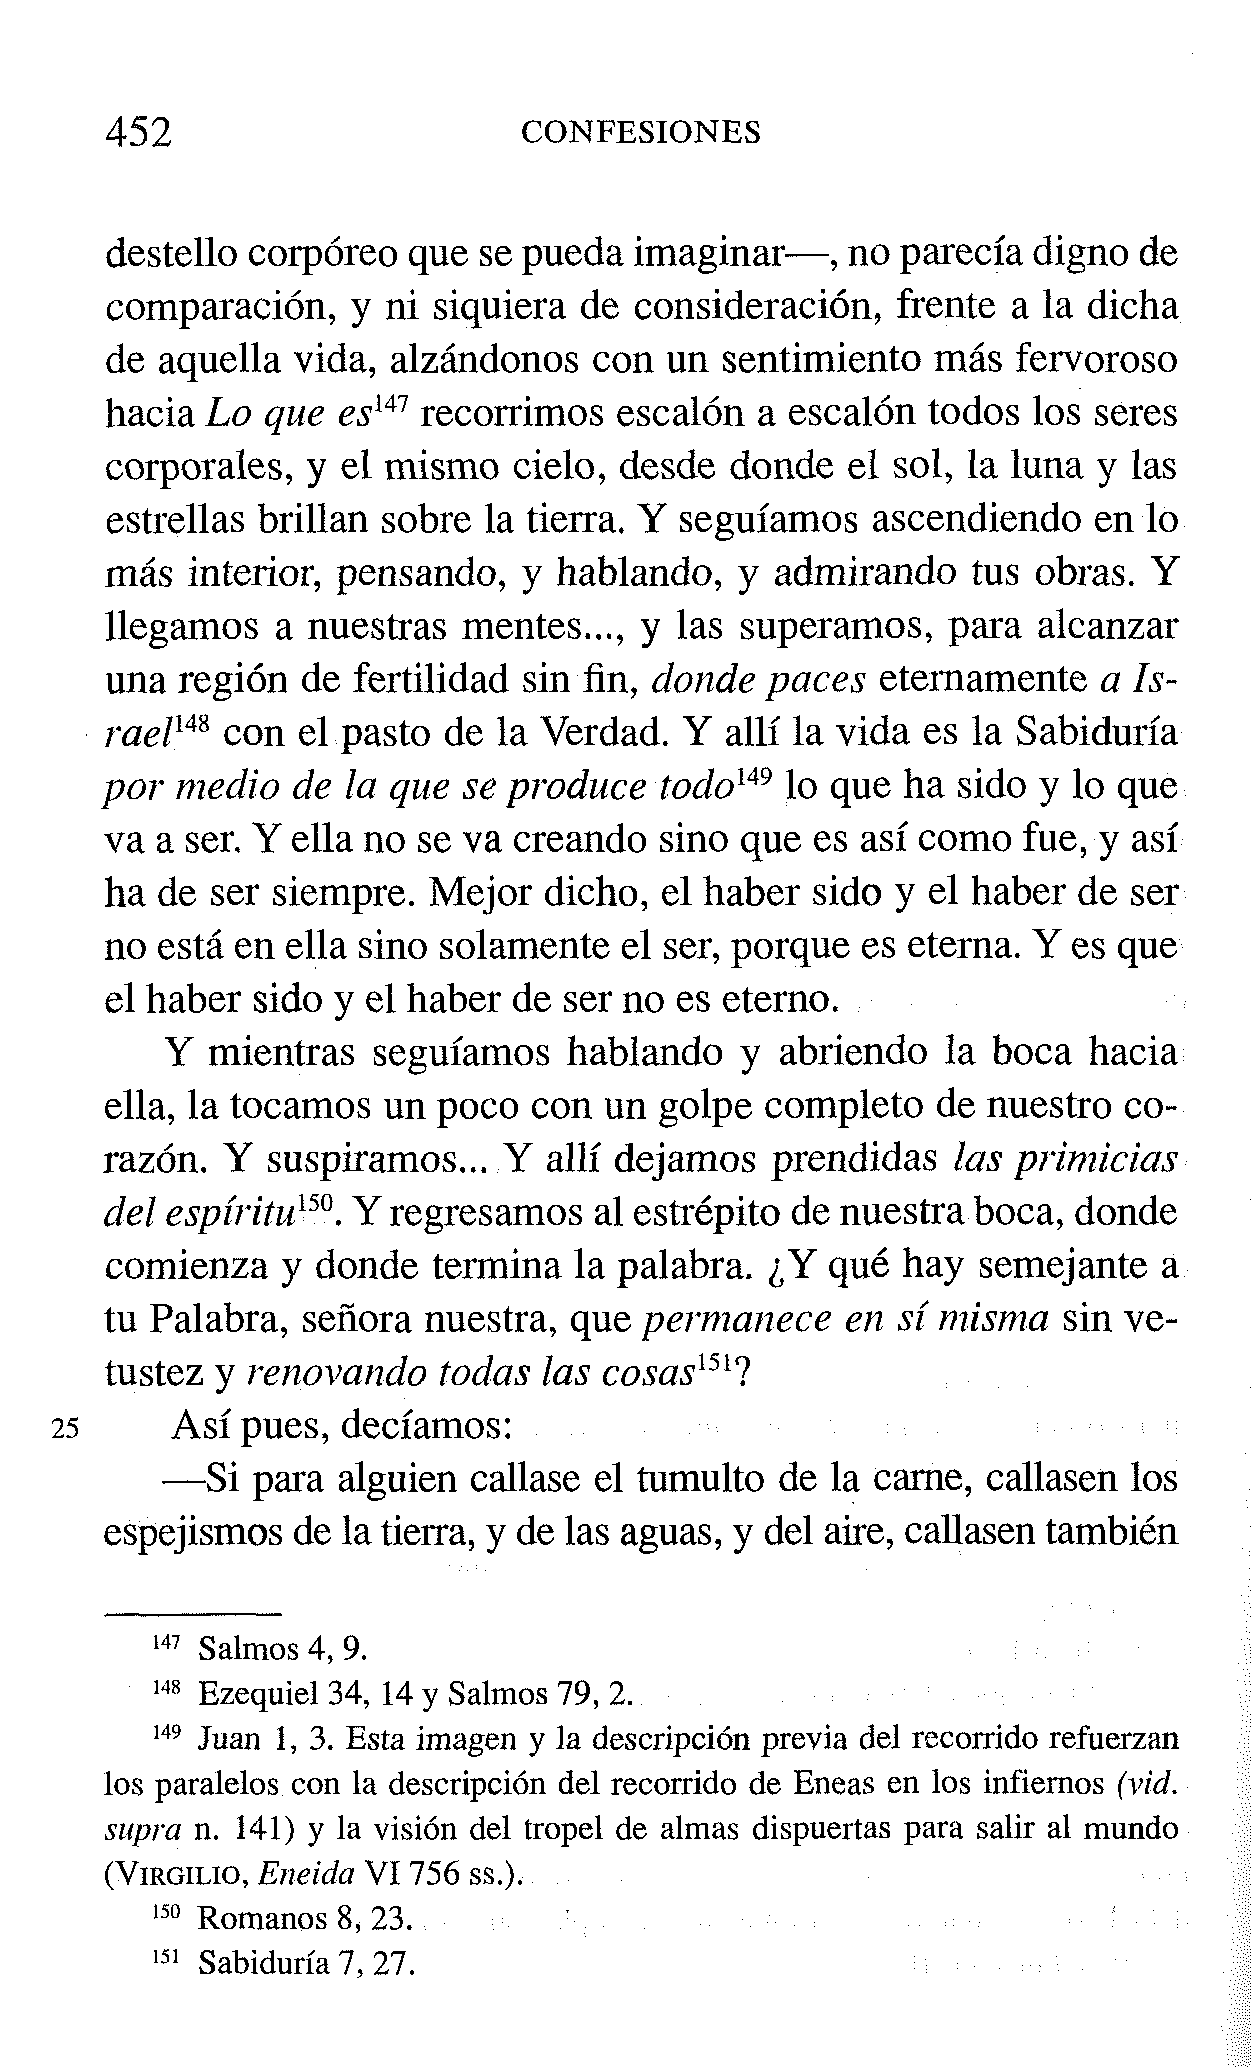 452 CONFESIONES
destello corpóreo que se pueda imaginar—, no parecía digno de
comparación, y ni siquiera de consideración, frente a la dicha
de aquella vida, alzándonos con un sentimiento más fervoroso
hacia Lo que es¹⁴⁷ recorrimos escalón a escalón todos los seres
corporales, y el mismo cielo, desde donde el sol, la luna y las
estrellas brillan sobre la tierra. Y seguíamos ascendiendo en lo
más interior, pensando, y hablando, y admirando tus obras. Y
llegamos a nuestras mentes..., y las superamos, para alcanzar
una región de fertilidad sin fin, donde paces eternamente a Is-
rael¹⁴⁸ con el pasto de la Verdad. Y allí la vida es la Sabiduría
por medio de la que se produce todo¹⁴⁹ lo que ha sido y lo que
va a ser. Y ella no se va creando sino que es así como fue, y así
ha de ser siempre. Mejor dicho, el haber sido y el haber de ser
no está en ella sino solamente el ser, porque es eterna. Y es que
el haber sido y el haber de ser no es eterno.
Y mientras seguíamos hablando y abriendo la boca hacia
ella, la tocamos un poco con un golpe completo de nuestro co-
razón. Y suspiramos... Y allí dejamos prendidas las primicias
del espíritu¹⁵⁰. Y regresamos al estrépito de nuestra boca, donde
comienza y donde termina la palabra. ¿Y qué hay semejante a
tu Palabra, señora nuestra, que permanece en sí misma sin ve-
tustez y renovando todas las cosas¹⁵¹?
25 Así pues, decíamos:
—Si para alguien callase el tumulto de la carne, callasen los
espejismos de la tierra, y de las aguas, y del aire, callasen también
¹⁴⁷ Salmos 4, 9.
¹⁴⁸ Ezequiel 34, 14 y Salmos 79, 2.
¹⁴⁹ Juan 1, 3. Esta imagen y la descripción previa del recorrido refuerzan
los paralelos con la descripción del recorrido de Eneas en los infiernos (vid.
supra n. 141) y la visión del tropel de almas dispuertas para salir al mundo
(VIRGILIO, Eneida VI 756 ss.).
¹⁵⁰ Romanos 8, 23.
¹⁵¹ Sabiduría 7, 27.